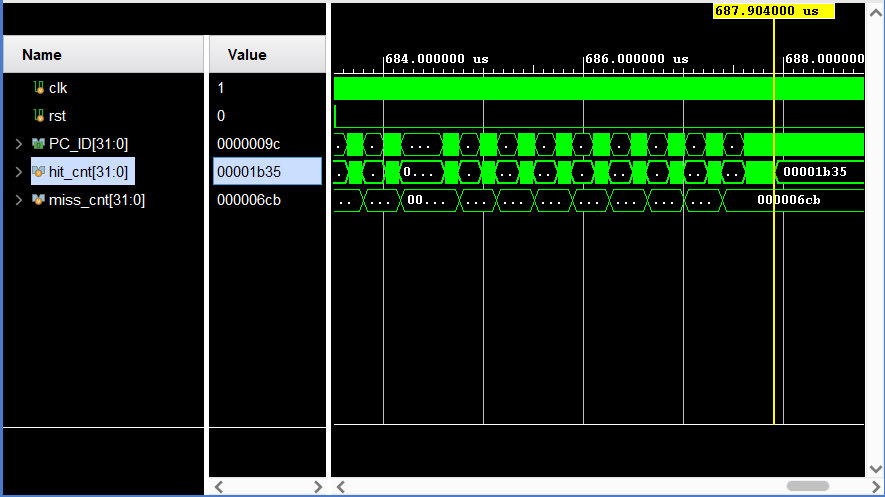 687.904000 us
Name Value
684.000000 us 686.000000 us 688.000000
clk 1
rst 0
PC_ID[31:0] 0000009c . . ... . . . . . . . .
hit_cnt[31:0] 00001b35 . . 0... . .. .. . .. . .. .. 00001b35
miss_cnt[31:0] 000006cb ... ... 00... ... ... ... ... ... ... ... 000006cb